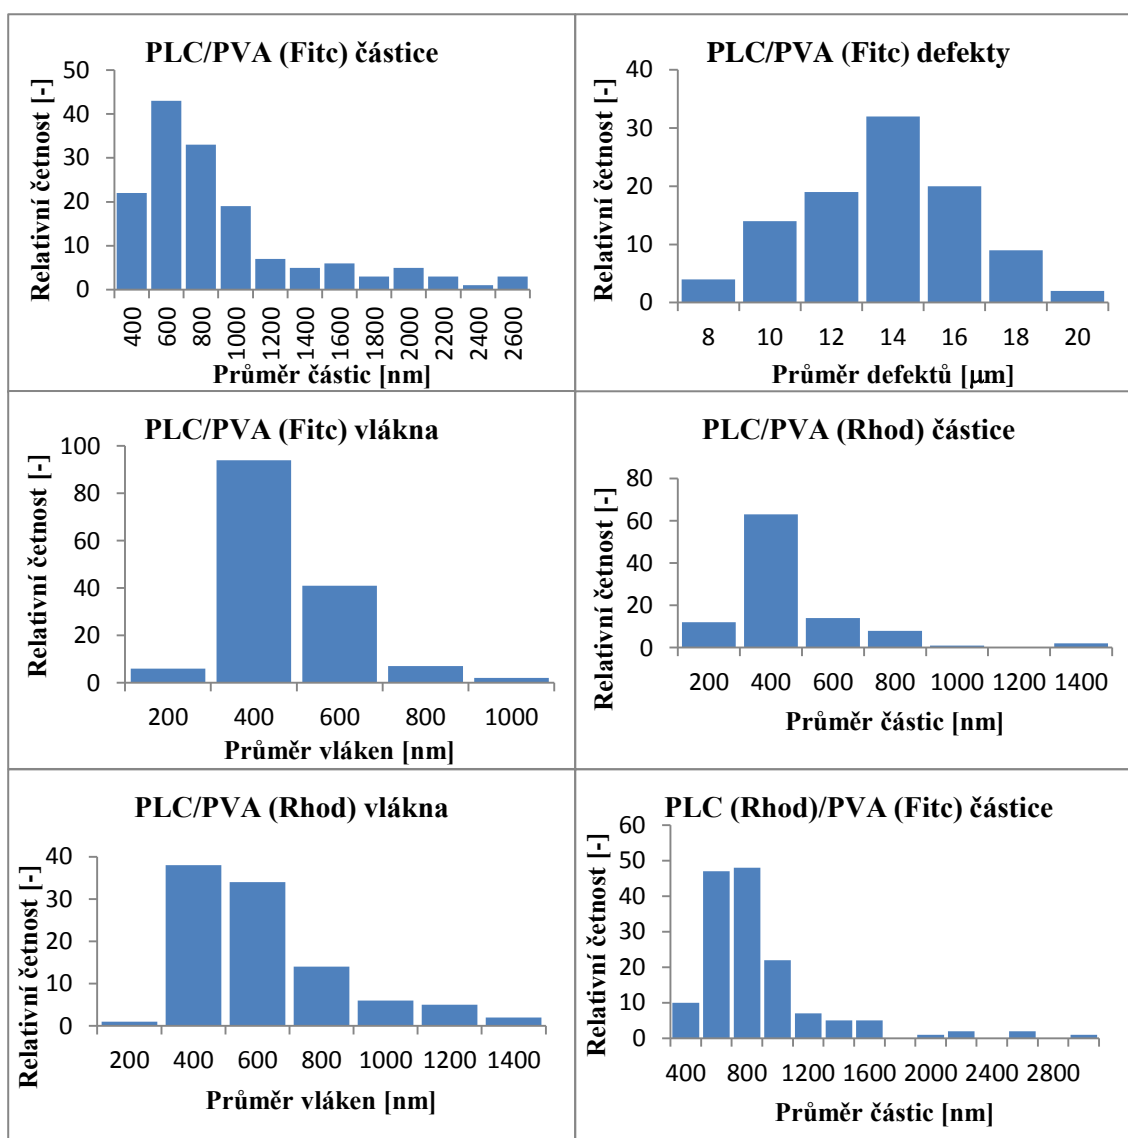 PLC/PVA (Fitc) částice
Relativní četnost [-]
50
40
30
20
10
0
400 600 800 1000 1200 1400 1600 1800 2000 2200 2400 2600
Průměr částic [nm]
PLC/PVA (Fitc) defekty
Relativní četnost [-]
40
30
20
10
0
8 10 12 14 16 18 20
Průměr defektů [µm]
PLC/PVA (Fitc) vlákna
Relativní četnost [-]
100
80
60
40
20
0
200 400 600 800 1000
Průměr vláken [nm]
PLC/PVA (Rhod) částice
Relativní četnost [-]
80
60
40
20
0
200 400 600 800 1000 1200 1400
Průměr částic [nm]
PLC/PVA (Rhod) vlákna
Relativní četnost [-]
40
30
20
10
0
200 400 600 800 1000 1200 1400
Průměr vláken [nm]
PLC (Rhod)/PVA (Fitc) částice
Relativní četnost [-]
60
50
40
30
20
10
0
400 800 1200 1600 2000 2400 2800
Průměr částic [nm]